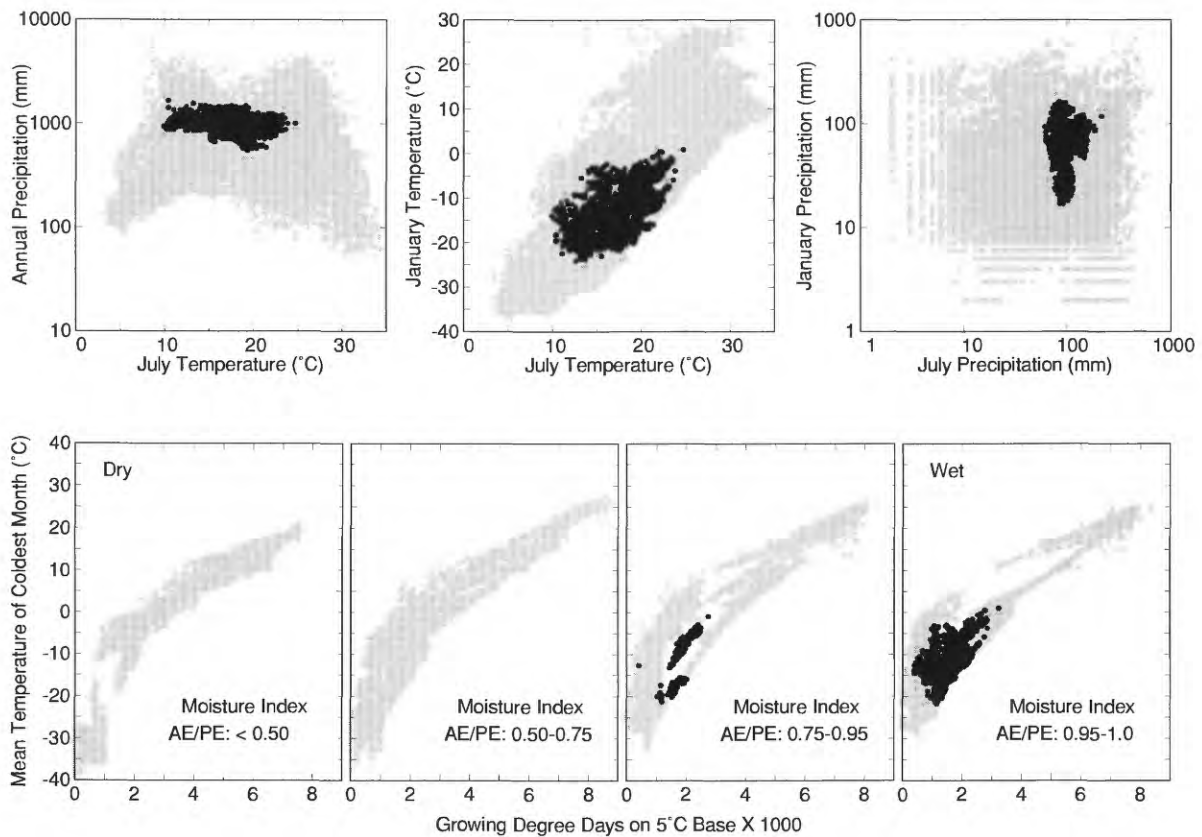 10000
1000
100
10
Annual Precipitation (mm)
0 10 20 30
July Temperature (˚C)
30
20
10
0
-10
-20
-30
-40
January Temperature (˚C)
0 10 20 30
July Temperature (˚C)
1000
100
10
1
January Precipitation (mm)
1 10 100 1000
July Precipitation (mm)
40
30
20
10
0
-10
-20
-30
-40
Mean Temperature of Coldest Month (˚C)
Dry
Moisture Index
AE/PE: < 0.50
0 2 4 6 8
Moisture Index
AE/PE: 0.50-0.75
0 2 4 6 8
Moisture Index
AE/PE: 0.75-0.95
0 2 4 6 8
Wet
Moisture Index
AE/PE: 0.95-1.0
0 2 4 6 8
Growing Degree Days on 5˚C Base X 1000